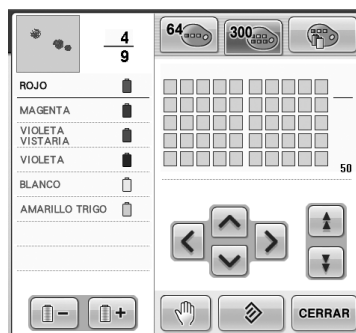 4
9
64
300
ROJO
MAGENTA
VIOLETA
VISTARIA
VIOLETA
BLANCO
AMARILLO TRIGO
50
CERRAR